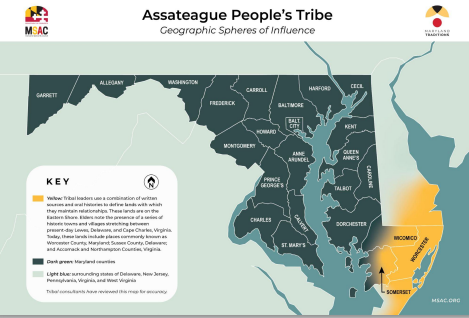 Assateague People's Tribe
Geographic Spheres of Influence
MSAC
MARYLAND
TRADITIONS
GARRETT
ALLEGANY
WASHINGTON
FREDERICK
CARROLL
BALTIMORE
HARFORD
CECIL
BALT.
CITY
HOWARD
KENT
MONTGOMERY
ANNE
ARUNDEL
QUEEN
ANNE'S
CAROLINE
PRINCE
GEORGE'S
TALBOT
CHARLES
CALVERT
DORCHESTER
ST. MARY'S
WICOMICO
WORCESTER
SOMERSET
KEY
N
Yellow: Tribal leaders use a combination of written
sources and oral histories to define lands with which
they maintain relationships. These lands are on the
Eastern Shore. Elders note the presence of a series of
historic towns and villages stretching between
present-day Lewes, Delaware, and Cape Charles, Virginia.
Today, these lands include places commonly known as
Worcester County, Maryland; Sussex County, Delaware;
and Accomack and Northampton Counties, Virginia.
Dark green: Maryland counties
Light blue: surrounding states of Delaware, New Jersey,
Pennsylvania, Virginia, and West Virginia
Tribal consultants have reviewed this map for accuracy.
MSAC.ORG